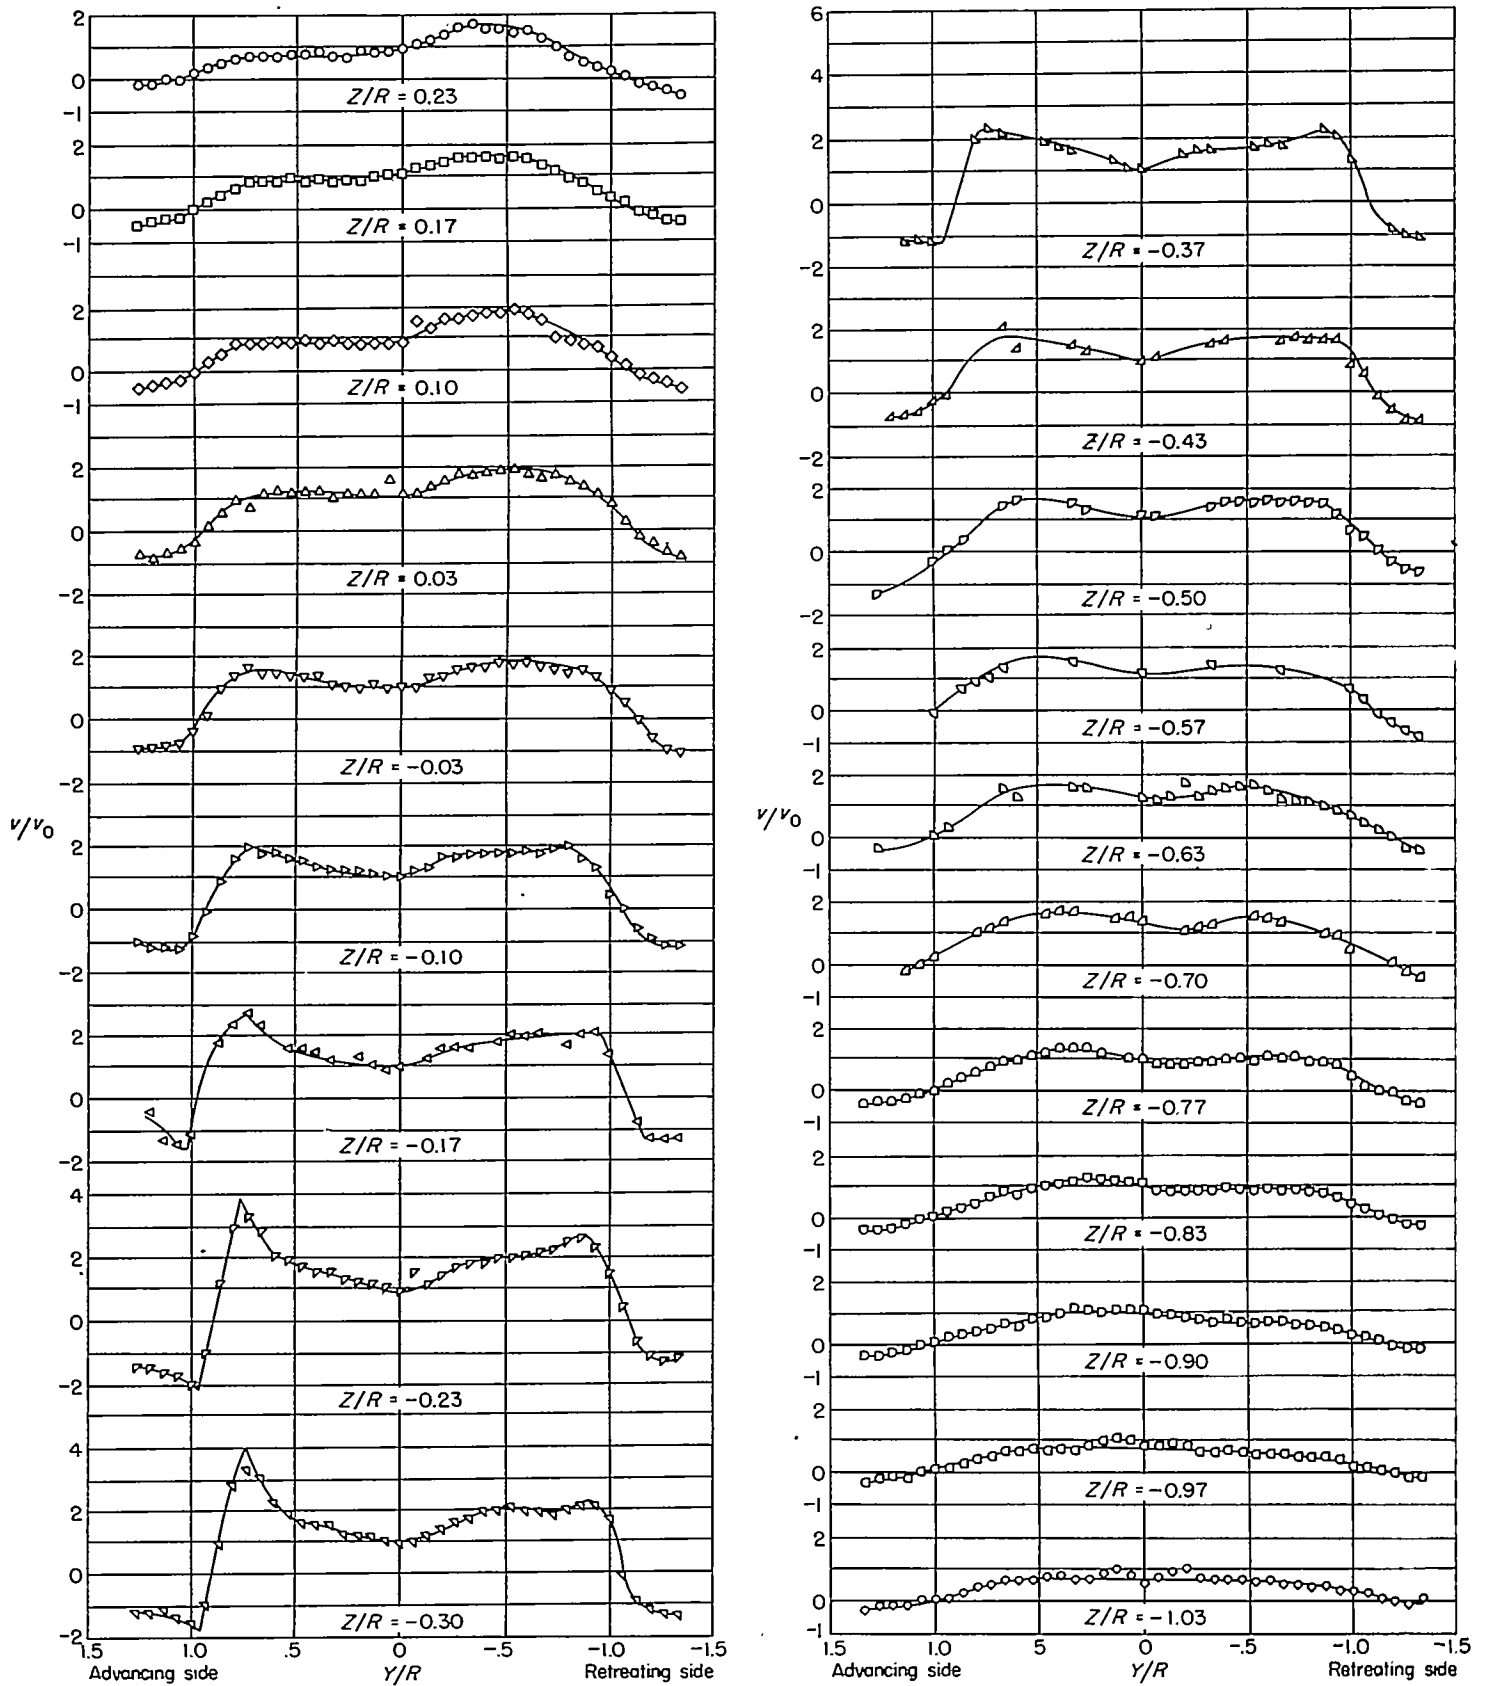 2
0
-1
Z/R = 0.23
2
0
-1
Z/R = 0.17
2
0
-1
Z/R = 0.10
2
0
-2
Z/R = 0.03
2
0
-2
Z/R = -0.03
v/v0
2
0
-2
Z/R = -0.10
2
0
-2
Z/R = -0.17
4
2
0
-2
Z/R = -0.23
4
2
0
-2
Z/R = -0.30
1.5 1.0 .5 0 -.5 -1.0 -1.5
Advancing side Y/R Retreating side
6
4
2
0
-2
Z/R = -0.37
2
0
-2
Z/R = -0.43
2
0
-2
Z/R = -0.50
2
0
-1
Z/R = -0.57
v/v0
2
0
-1
Z/R = -0.63
2
0
-1
Z/R = -0.70
2
0
-1
Z/R = -0.77
2
0
-1
Z/R = -0.83
2
0
-1
Z/R = -0.90
2
0
-1
Z/R = -0.97
2
0
-1
Z/R = -1.03
1.5 1.0 5 0 -.5 -1.0 -1.5
Advancing side Y/R Retreating side